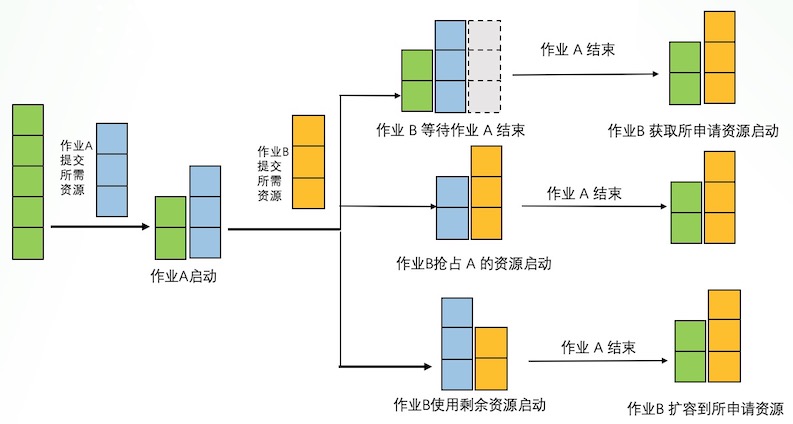 作业A
提交
所需
资源
作业A启动
作业B
提交
所需
资源
作业 B 等待作业 A 结束
作业 A 结束
作业B 获取所申请资源启动
作业B抢占 A 的资源启动
作业 A 结束
作业B使用剩余资源启动
作业 A 结束
作业B 扩容到所申请资源